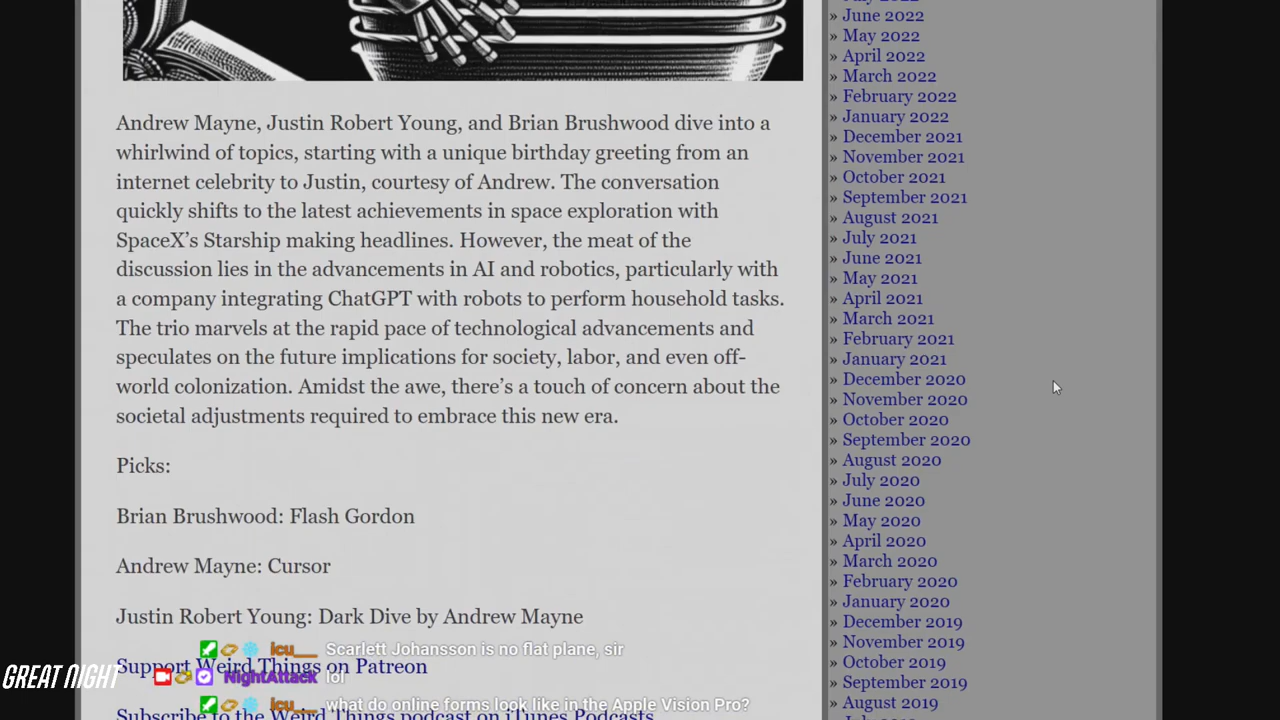 Andrew Mayne, Justin Robert Young, and Brian Brushwood dive into a
whirlwind of topics, starting with a unique birthday greeting from an
internet celebrity to Justin, courtesy of Andrew. The conversation
quickly shifts to the latest achievements in space exploration with
SpaceX’s Starship making headlines. However, the meat of the
discussion lies in the advancements in AI and robotics, particularly with
a company integrating ChatGPT with robots to perform household tasks.
The trio marvels at the rapid pace of technological advancements and
speculates on the future implications for society, labor, and even off-
world colonization. Amidst the awe, there’s a touch of concern about the
societal adjustments required to embrace this new era.
Picks:
Brian Brushwood: Flash Gordon
Andrew Mayne: Cursor
Justin Robert Young: Dark Dive by Andrew Mayne
Support Weird Things on Patreon
Subscribe to the Weird Things podcast on iTunes Podcasts
» June 2022
» May 2022
» April 2022
» March 2022
» February 2022
» January 2022
» December 2021
» November 2021
» October 2021
» September 2021
» August 2021
» July 2021
» June 2021
» May 2021
» April 2021
» March 2021
» February 2021
» January 2021
» December 2020
» November 2020
» October 2020
» September 2020
» August 2020
» July 2020
» June 2020
» May 2020
» April 2020
» March 2020
» February 2020
» January 2020
» December 2019
» November 2019
» October 2019
» September 2019
» August 2019
GREAT NIGHT
icu___ Scarlett Johansson is no flat plane, sir
NightAttack lol
icu___ what do online forms look like in the Apple Vision Pro?